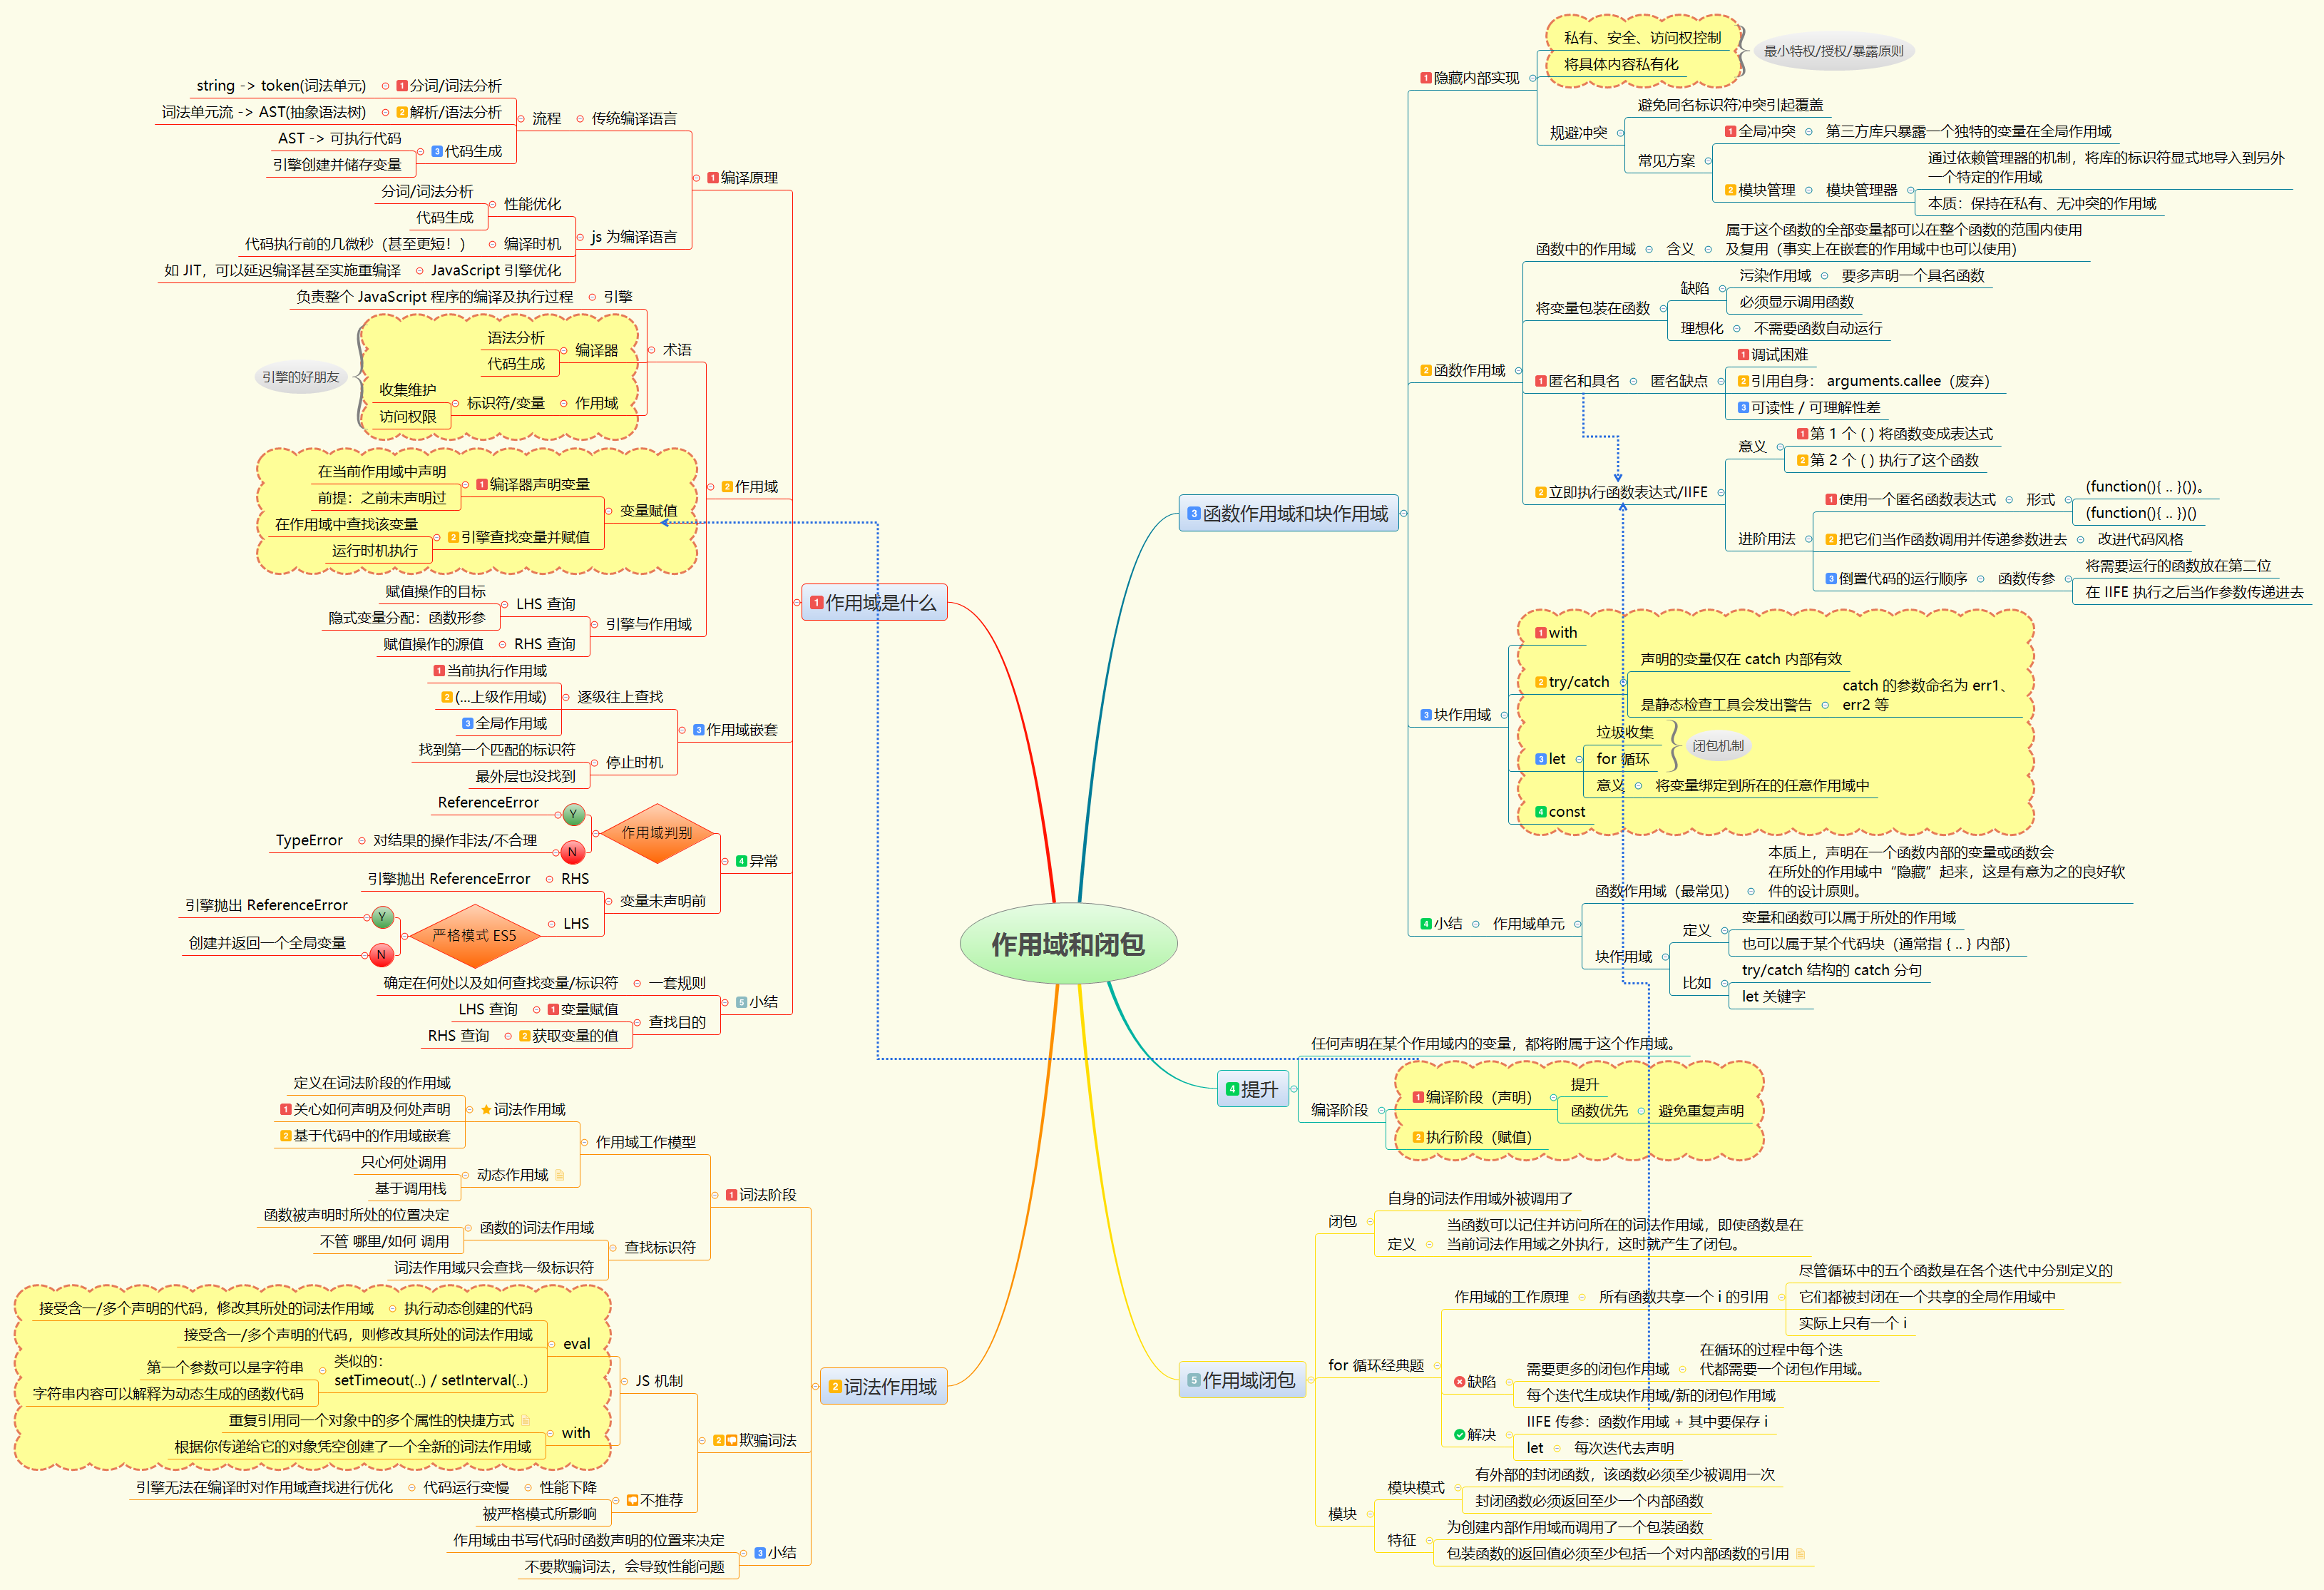 作用域和闭包
1 作用域是什么
1 编译原理
传统编译语言
流程
1 分词/词法分析
string -> token(词法单元)
2 解析/语法分析
词法单元流 -> AST(抽象语法树)
3 代码生成
AST -> 可执行代码
引擎创建并储存变量
js 为编译语言
性能优化
分词/词法分析
代码生成
编译时机
代码执行前的几微秒（甚至更短！）
JavaScript 引擎优化
如 JIT，可以延迟编译甚至实施重编译
2 作用域
术语
引擎
负责整个 JavaScript 程序的编译及执行过程
编译器
语法分析
代码生成
作用域
标识符/变量
收集维护
访问权限
引擎的好朋友
变量赋值
1 编译器声明变量
在当前作用域中声明
前提：之前未声明过
2 引擎查找变量并赋值
在作用域中查找该变量
运行时机执行
引擎与作用域
LHS 查询
赋值操作的目标
隐式变量分配：函数形参
RHS 查询
赋值操作的源值
3 作用域嵌套
逐级往上查找
1 当前执行作用域
2 (...上级作用域)
3 全局作用域
停止时机
找到第一个匹配的标识符
最外层也没找到
4 异常
作用域判别
Y
ReferenceError
N
对结果的操作非法/不合理
TypeError
变量未声明前
RHS
引擎抛出 ReferenceError
LHS
严格模式 ES5
Y
引擎抛出 ReferenceError
N
创建并返回一个全局变量
5 小结
一套规则
确定在何处以及如何查找变量/标识符
查找目的
1 变量赋值
LHS 查询
2 获取变量的值
RHS 查询
2 词法作用域
1 词法阶段
作用域工作模型
词法作用域
定义在词法阶段的作用域
1 关心如何声明及何处声明
2 基于代码中的作用域嵌套
动态作用域
只心何处调用
基于调用栈
查找标识符
函数的词法作用域
函数被声明时所处的位置决定
不管 哪里/如何 调用
词法作用域只会查找一级标识符
2 欺骗词法
JS 机制
eval
执行动态创建的代码
接受含一/多个声明的代码，修改其所处的词法作用域
接受含一/多个声明的代码，则修改其所处的词法作用域
类似的：
setTimeout(..) / setInterval(..)
第一个参数可以是字符串
字符串内容可以解释为动态生成的函数代码
with
重复引用同一个对象中的多个属性的快捷方式
根据你传递给它的对象凭空创建了一个全新的词法作用域
不推荐
性能下降
代码运行变慢
引擎无法在编译时对作用域查找进行优化
被严格模式所影响
3 小结
作用域由书写代码时函数声明的位置来决定
不要欺骗词法，会导致性能问题
3 函数作用域和块作用域
1 隐藏内部实现
私有、安全、访问权控制
将具体内容私有化
最小特权/授权/暴露原则
规避冲突
避免同名标识符冲突引起覆盖
常见方案
1 全局冲突
第三方库只暴露一个独特的变量在全局作用域
2 模块管理
模块管理器
通过依赖管理器的机制，将库的标识符显式地导入到另外
一个特定的作用域
本质：保持在私有、无冲突的作用域
2 函数作用域
函数中的作用域
含义
属于这个函数的全部变量都可以在整个函数的范围内使用
及复用（事实上在嵌套的作用域中也可以使用）
将变量包装在函数
缺陷
污染作用域
要多声明一个具名函数
必须显示调用函数
理想化
不需要函数自动运行
1 匿名和具名
匿名缺点
1 调试困难
2 引用自身： arguments.callee（废弃）
3 可读性 / 可理解性差
2 立即执行函数表达式/IIFE
意义
1 第 1 个 ( ) 将函数变成表达式
2 第 2 个 ( ) 执行了这个函数
进阶用法
1 使用一个匿名函数表达式
形式
(function(){ .. }())。
(function(){ .. })()
2 把它们当作函数调用并传递参数进去
改进代码风格
3 倒置代码的运行顺序
函数传参
将需要运行的函数放在第二位
在 IIFE 执行之后当作参数传递进去
3 块作用域
1 with
2 try/catch
声明的变量仅在 catch 内部有效
是静态检查工具会发出警告
catch 的参数命名为 err1、
err2 等
3 let
垃圾收集
for 循环
闭包机制
意义
将变量绑定到所在的任意作用域中
4 const
4 小结
作用域单元
函数作用域（最常见）
本质上，声明在一个函数内部的变量或函数会
在所处的作用域中“隐藏”起来，这是有意为之的良好软
件的设计原则。
块作用域
定义
变量和函数可以属于所处的作用域
也可以属于某个代码块（通常指 { .. } 内部）
比如
try/catch 结构的 catch 分句
let 关键字
4 提升
任何声明在某个作用域内的变量，都将附属于这个作用域。
编译阶段
1 编译阶段（声明）
提升
函数优先
避免重复声明
2 执行阶段（赋值）
5 作用域闭包
闭包
自身的词法作用域外被调用了
定义
当函数可以记住并访问所在的词法作用域，即使函数是在
当前词法作用域之外执行，这时就产生了闭包。
for 循环经典题
作用域的工作原理
所有函数共享一个 i 的引用
尽管循环中的五个函数是在各个迭代中分别定义的
它们都被封闭在一个共享的全局作用域中
实际上只有一个 i
缺陷
需要更多的闭包作用域
在循环的过程中每个迭
代都需要一个闭包作用域。
每个迭代生成块作用域/新的闭包作用域
解决
IIFE 传参：函数作用域 + 其中要保存 i
let
每次迭代去声明
模块
模块模式
有外部的封闭函数，该函数必须至少被调用一次
封闭函数必须返回至少一个内部函数
特征
为创建内部作用域而调用了一个包装函数
包装函数的返回值必须至少包括一个对内部函数的引用